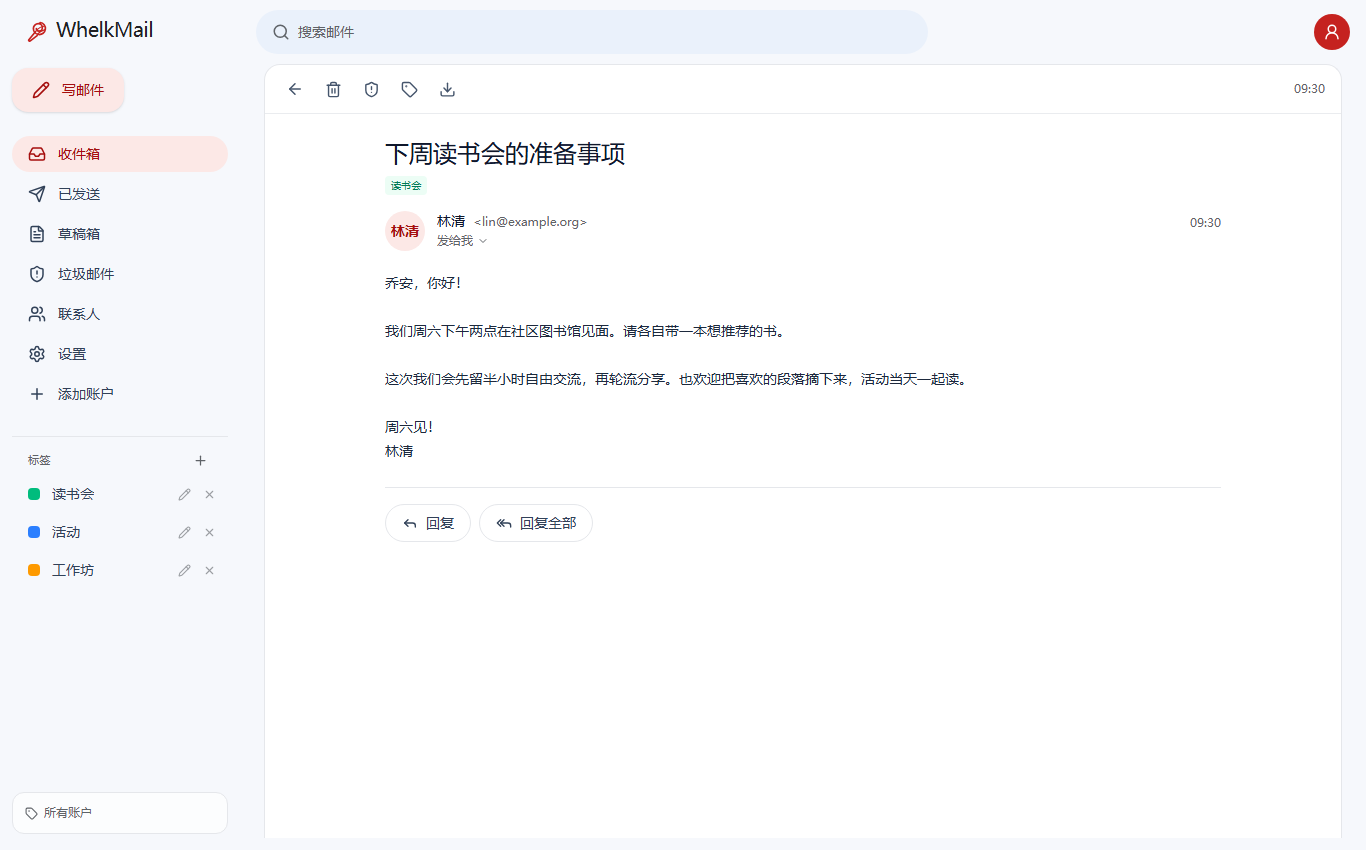 WhelkMail
搜索邮件
写邮件
收件箱
已发送
草稿箱
垃圾邮件
联系人
设置
添加账户
标签
读书会
活动
工作坊
所有账户
09:30
下周读书会的准备事项
读书会
林清
林清 <lin@example.org>
09:30
发给我
乔安，你好！
我们周六下午两点在社区图书馆见面。请各自带一本想推荐的书。
这次我们会先留半小时自由交流，再轮流分享。也欢迎把喜欢的段落摘下来，活动当天一起读。
周六见！
林清
回复
回复全部